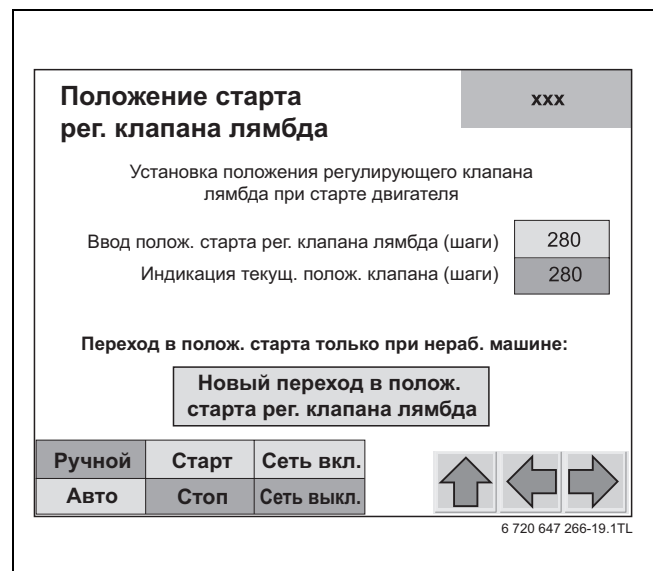 Положение старта
рег. клапана лямбда
xxx
Установка положения регулирующего клапана
лямбда при старте двигателя
Ввод полож. старта рег. клапана лямбда (шаги) 280
Индикация текущ. полож. клапана (шаги) 280
Переход в полож. старта только при нераб. машине:
Новый переход в полож.
старта рег. клапана лямбда
Ручной Старт Сеть вкл.
Авто Стоп Сеть выкл.
6 720 647 266-19.1TL